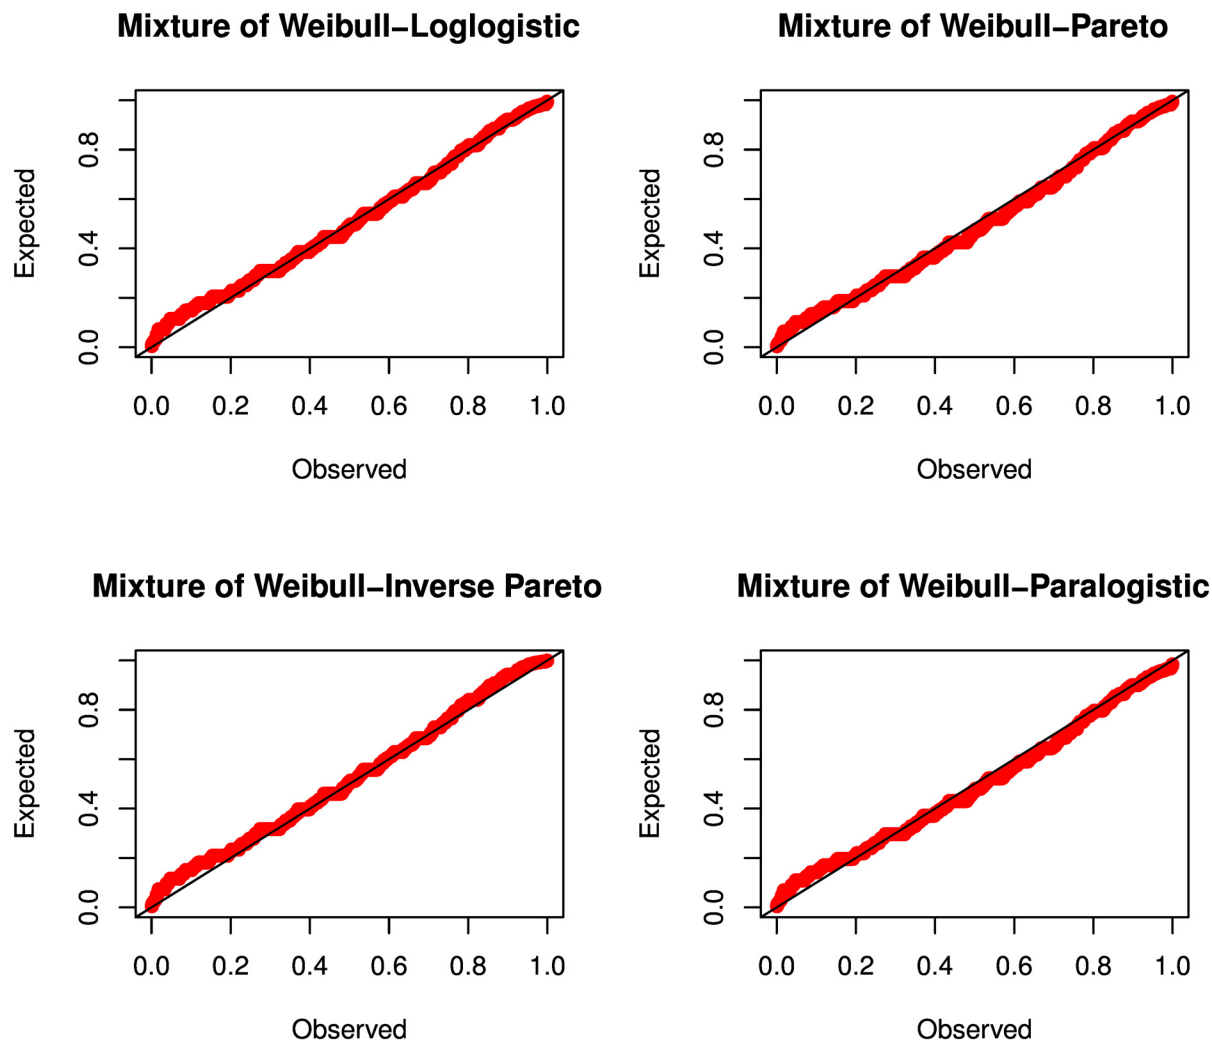 Mixture of Weibull−Loglogistic
Expected
0.0 0.4 0.8
0.0 0.2 0.4 0.6 0.8 1.0
Observed
Mixture of Weibull−Pareto
Expected
0.0 0.4 0.8
0.0 0.2 0.4 0.6 0.8 1.0
Observed
Mixture of Weibull−Inverse Pareto
Expected
0.0 0.4 0.8
0.0 0.2 0.4 0.6 0.8 1.0
Observed
Mixture of Weibull−Paralogistic
Expected
0.0 0.4 0.8
0.0 0.2 0.4 0.6 0.8 1.0
Observed